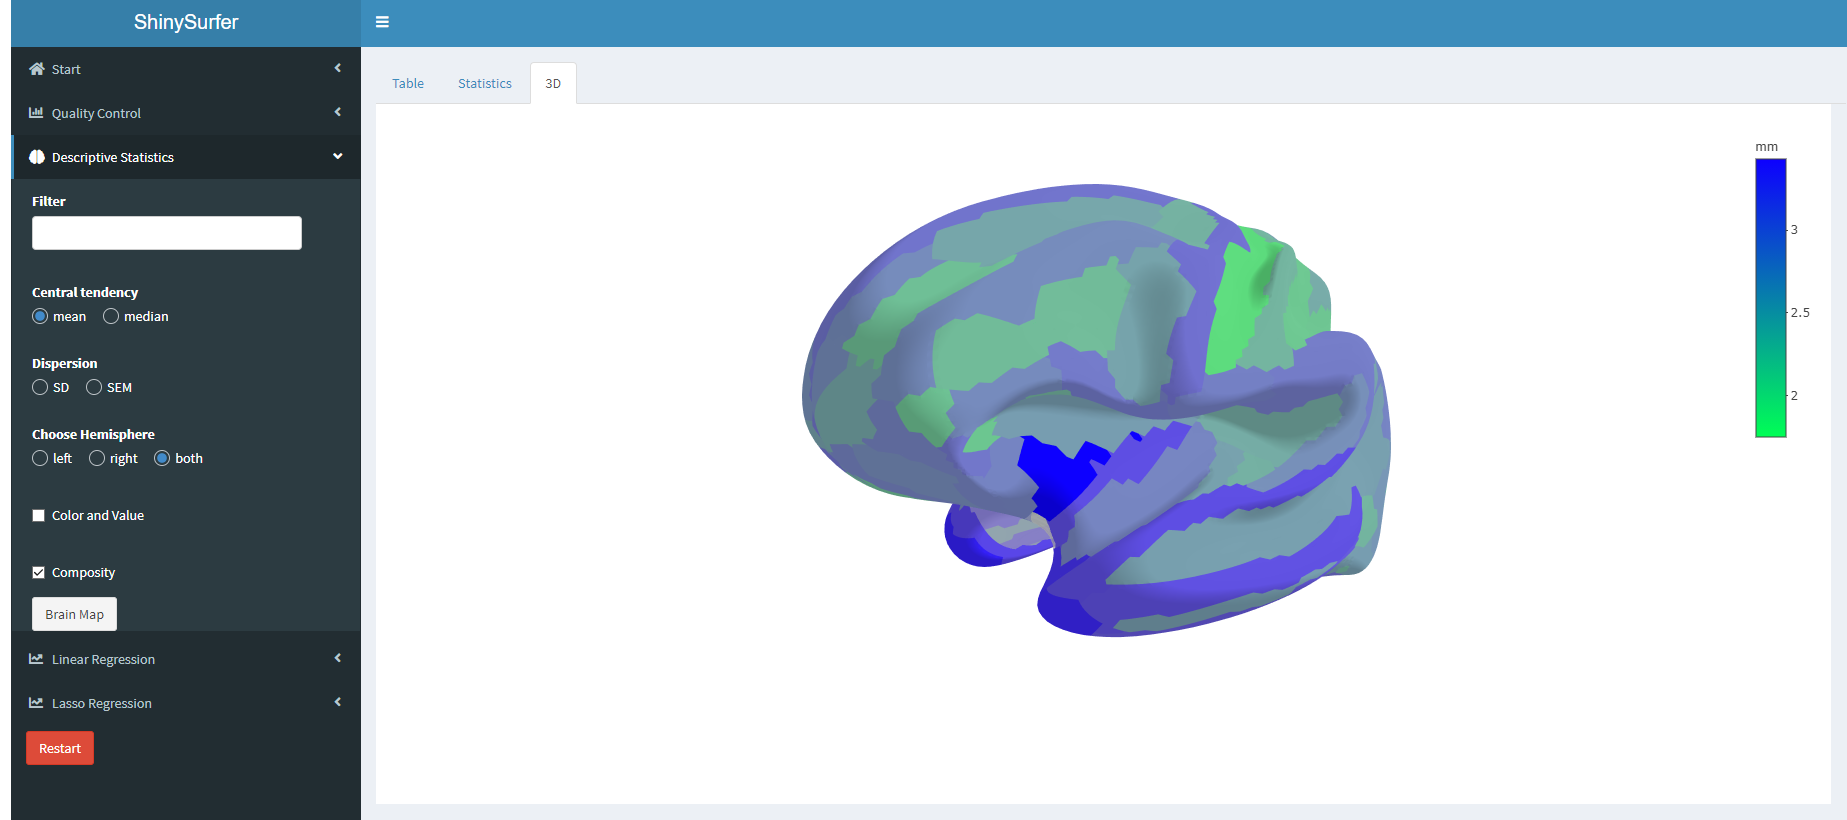 ShinySurfer
Start
Quality Control
Descriptive Statistics
Filter
Central tendency
mean median
Dispersion
SD SEM
Choose Hemisphere
left right both
Color and Value
Composity
Brain Map
Linear Regression
Lasso Regression
Restart
Table Statistics 3D
mm
3
2.5
2